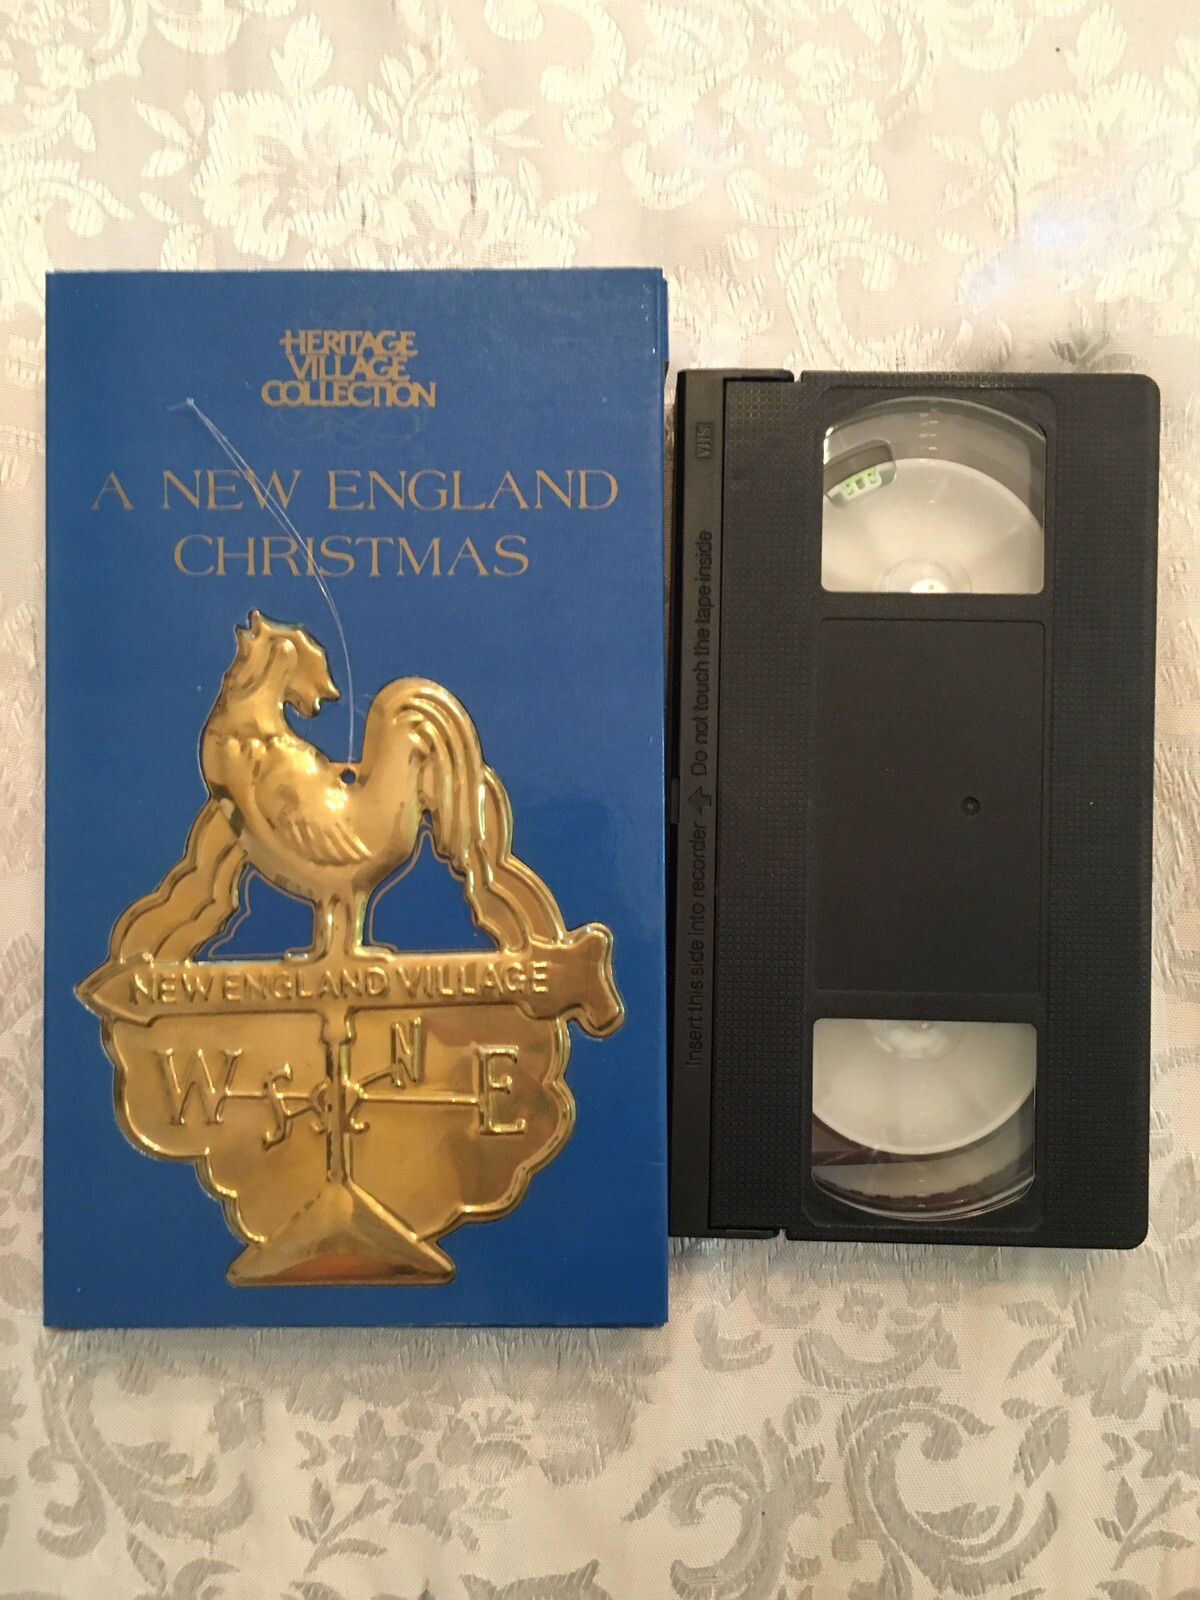 HERITAGE
VILLAGE
COLLECTION
A NEW ENGLAND
CHRISTMAS
NEW ENGLAND VILLAGE
N
W
E
S
VHS
Insert this side into recorder ⇧ Do not touch the tape inside